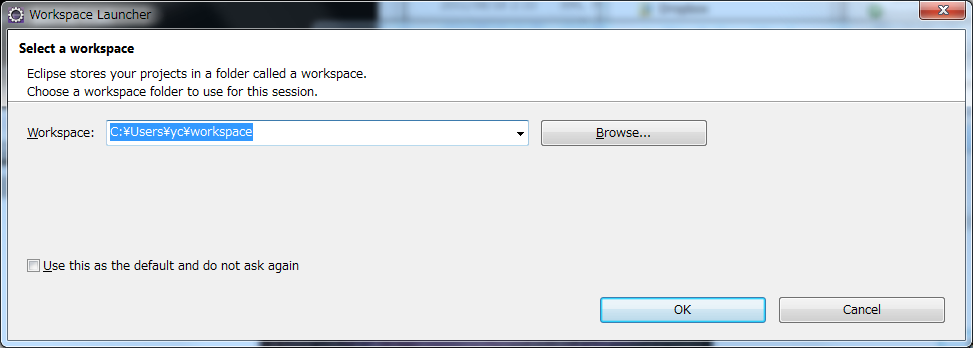 Workspace Launcher
Select a workspace
Eclipse stores your projects in a folder called a workspace.
Choose a workspace folder to use for this session.
Workspace:
C:¥Users¥yc¥workspace
Browse...
Use this as the default and do not ask again
OK
Cancel